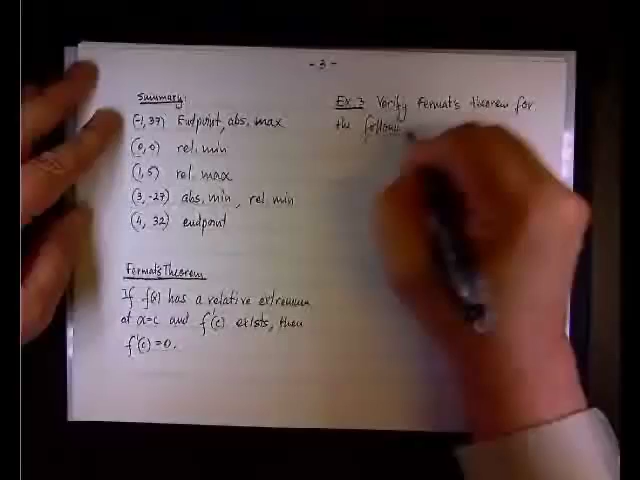 - 3 -
Summary:
(-1, 37) Endpoint, abs. max
(0, 0) rel. min
(1, 5) rel. max
(3, -27) abs. min, rel min
(4, 32) endpoint
Fermat's Theorem
If f(x) has a relative extremum
at x=c and f'(c) exists, then
f'(c) = 0.
Ex. 3 Verify Fermat's theorem for
the follow